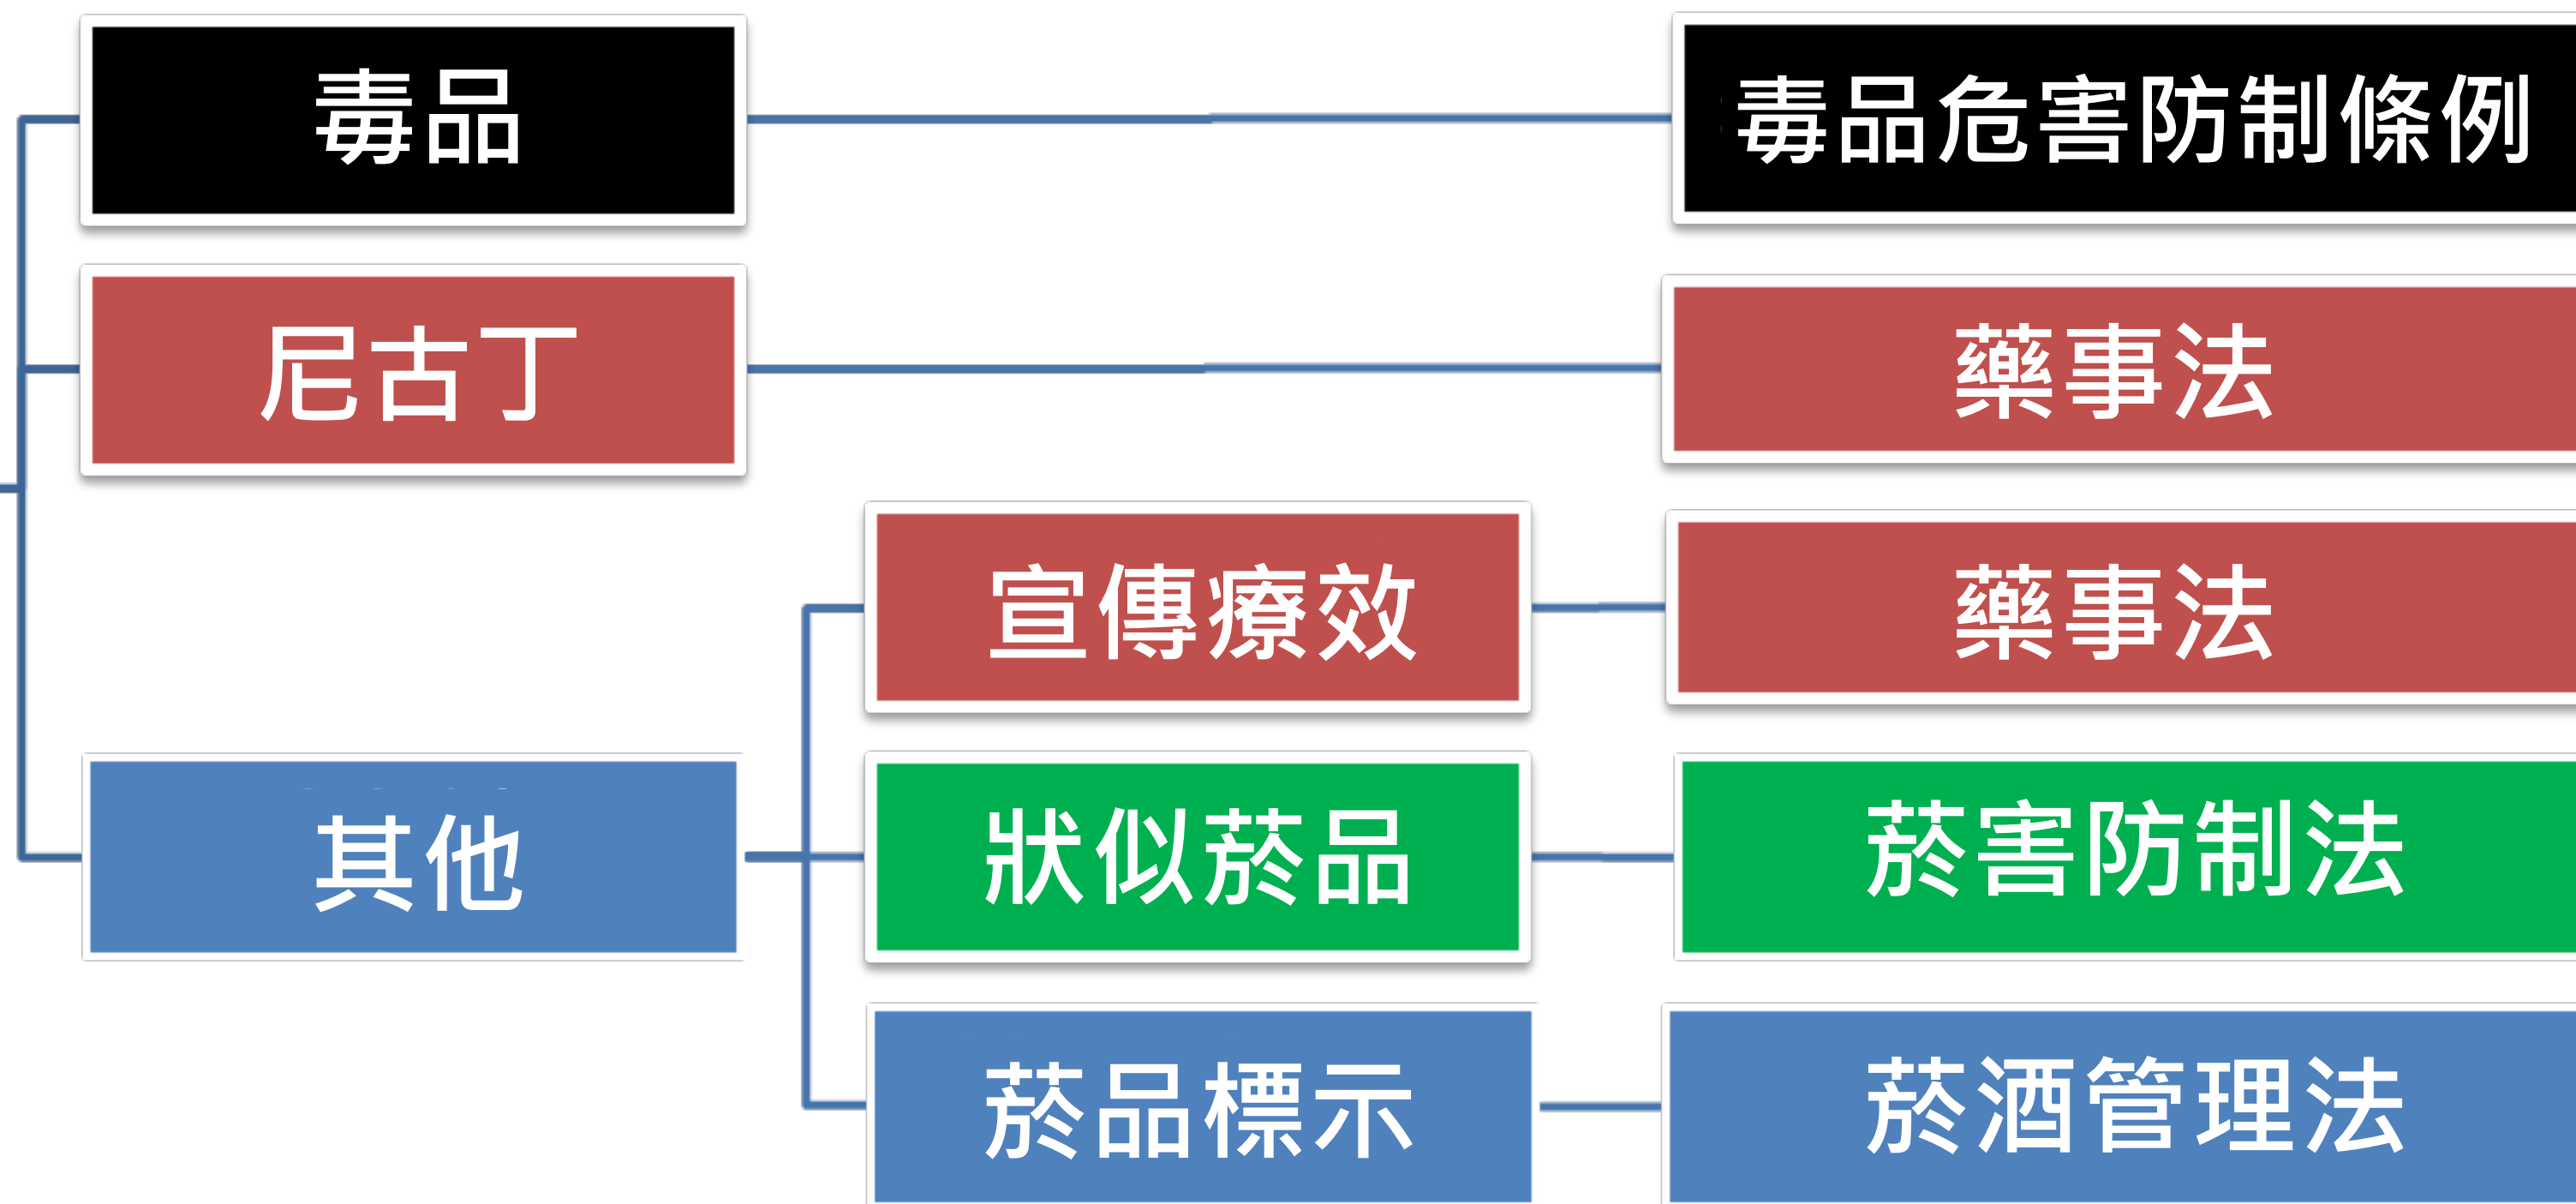 毒品
毒品危害防制條例
尼古丁
藥事法
宣傳療效
藥事法
其他
狀似菸品
菸害防制法
菸品標示
菸酒管理法